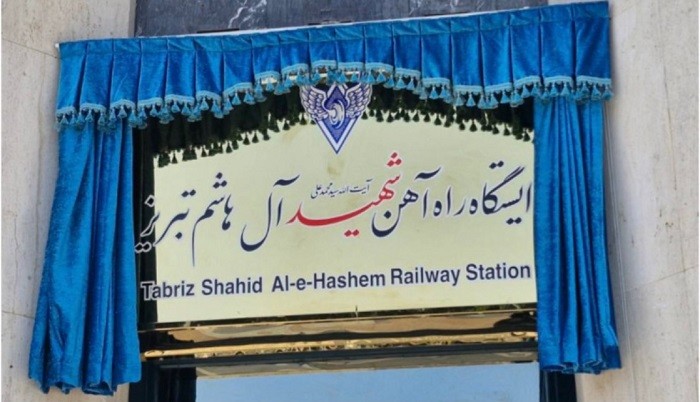 ایستگاه راه آهن شهید آیت الله سید محمد علی آل هاشم تبریز
Tabriz Shahid Al-e-Hashem Railway Station